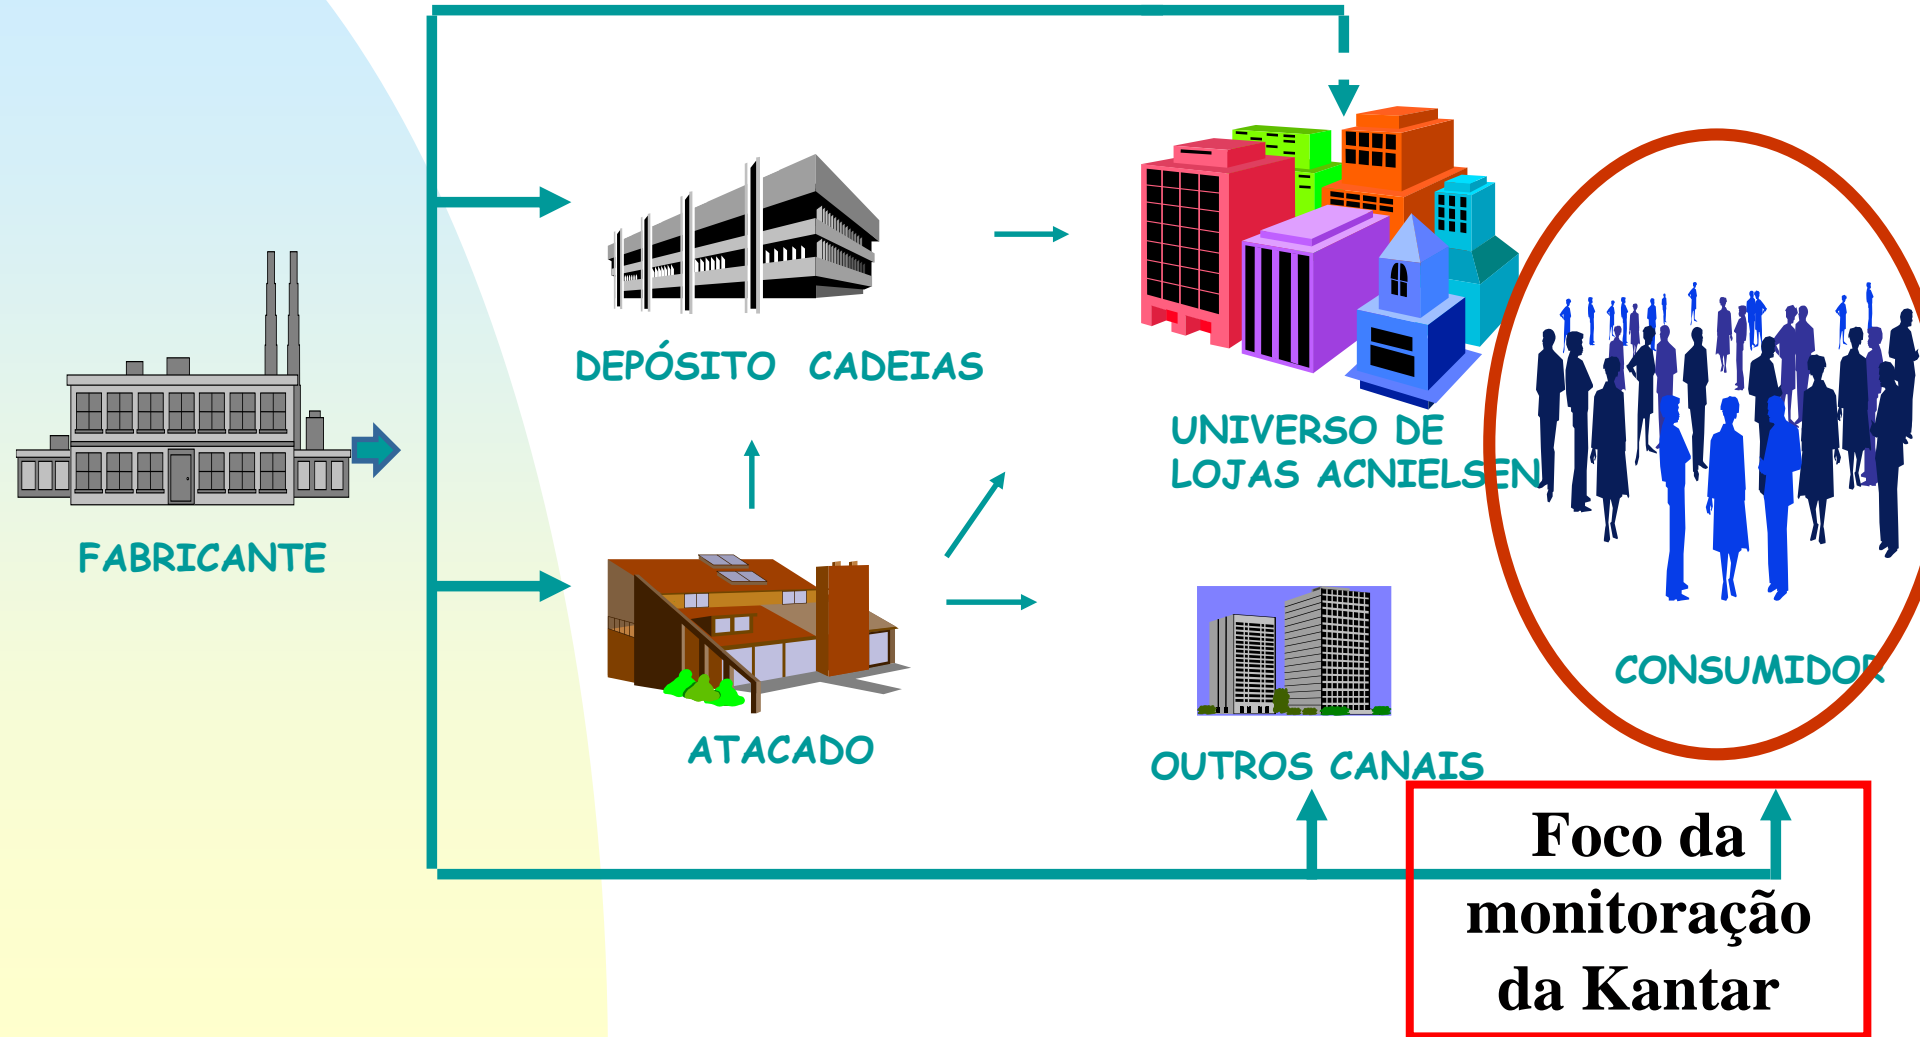 DEPÓSITO CADEIAS
UNIVERSO DE
LOJAS ACNIELSEN
FABRICANTE
CONSUMIDOR
ATACADO
OUTROS CANAIS
Foco da
monitoração
da Kantar